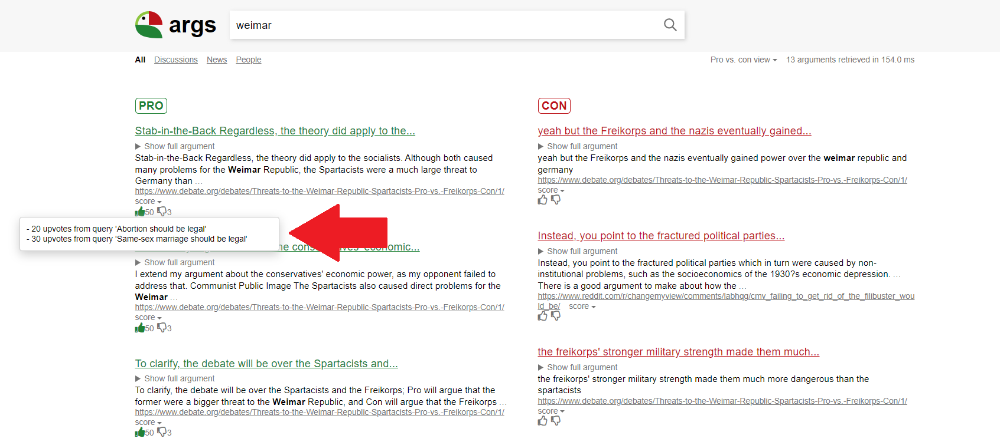 args
weimar
All Discussions News People
Pro vs. con view 13 arguments retrieved in 154.0 ms
PRO
Stab-in-the-Back Regardless, the theory did apply to the...
Show full argument
Stab-in-the-Back Regardless, the theory did apply to the socialists. Although both caused
many problems for the Weimar Republic, the Spartacists were a much large threat to
Germany than ...
https://www.debate.org/debates/Threats-to-the-Weimar-Republic-Spartacists-Pro-vs.-Freikorps-Con/1/
score
50 3
- 20 upvotes from query 'Abortion should be legal'
- 30 upvotes from query 'Same-sex marriage should be legal'
economic...
Show full argument
I extend my argument about the conservatives' economic power, as my opponent failed to
address that. Communist Public Image The Spartacists also caused direct problems for the
Weimar ...
https://www.debate.org/debates/Threats-to-the-Weimar-Republic-Spartacists-Pro-vs.-Freikorps-Con/1/
score
50 3
To clarify, the debate will be over the Spartacists and...
Show full argument
To clarify, the debate will be over the Spartacists and the Freikorps; Pro will argue that the
former were a bigger threat to the Weimar Republic, and Con will argue that the Freikorps ...
https://www.debate.org/debates/Threats-to-the-Weimar-Republic-Spartacists-Pro-vs.-Freikorps-Con/1/
score
50 3
CON
yeah but the Freikorps and the nazis eventually gained...
Show full argument
yeah but the Freikorps and the nazis eventually gained power over the weimar republic and
germany
https://www.debate.org/debates/Threats-to-the-Weimar-Republic-Spartacists-Pro-vs.-Freikorps-Con/1/
score
Instead, you point to the fractured political parties...
Show full argument
Instead, you point to the fractured political parties which in turn were caused by non-
institutional problems, such as the socioeconomics of the 1930?s economic depression. ...
There is a good argument to make about how the ...
https://www.reddit.com/r/changemyview/comments/labhqg/cmv_failing_to_get_rid_of_the_filibuster_wou
ld_be/ score
the freikorps' stronger military strength made them much...
Show full argument
the freikorps' stronger military strength made them much more dangerous than the
spartacists
https://www.debate.org/debates/Threats-to-the-Weimar-Republic-Spartacists-Pro-vs.-Freikorps-Con/1/
score